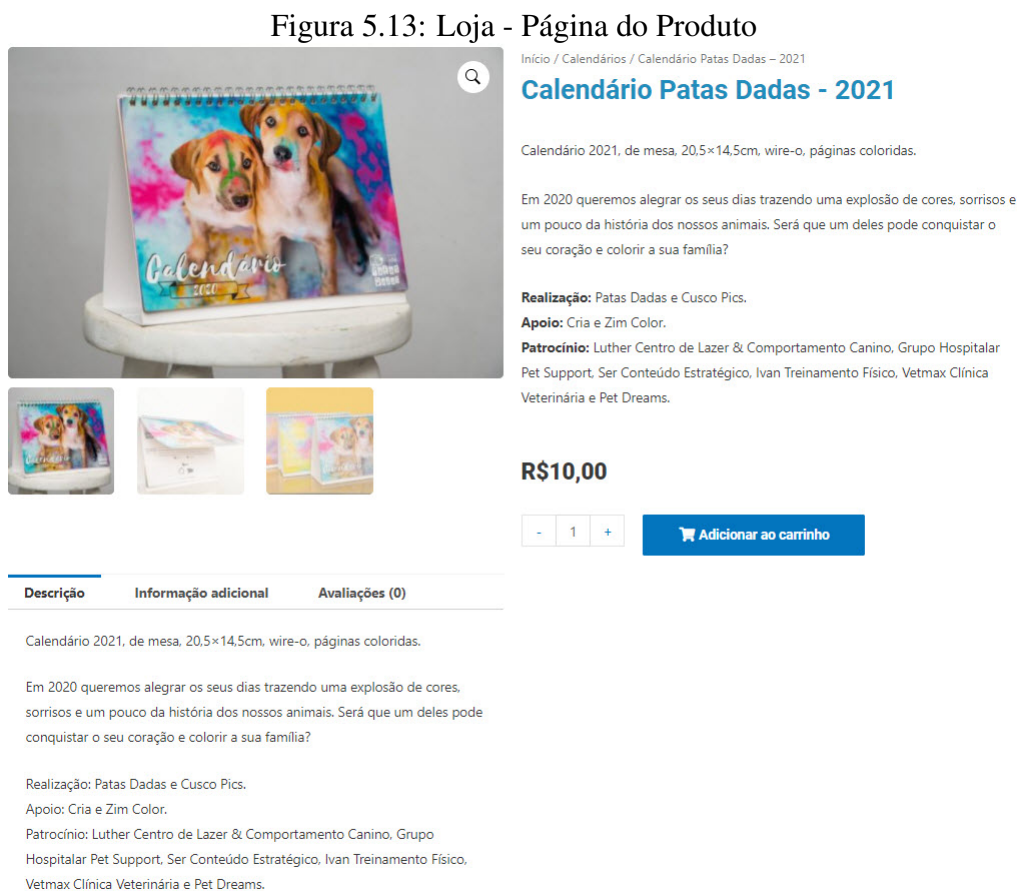 Figura 5.13: Loja - Página do Produto
Início / Calendários / Calendário Patas Dadas – 2021
Calendário Patas Dadas - 2021
Calendário 2021, de mesa, 20,5×14,5cm, wire-o, páginas coloridas.
Em 2020 queremos alegrar os seus dias trazendo uma explosão de cores, sorrisos e
um pouco da história dos nossos animais. Será que um deles pode conquistar o
seu coração e colorir a sua família?
Realização: Patas Dadas e Cusco Pics.
Apoio: Cria e Zim Color.
Patrocínio: Luther Centro de Lazer & Comportamento Canino, Grupo Hospitalar
Pet Support, Ser Conteúdo Estratégico, Ivan Treinamento Físico, Vetmax Clínica
Veterinária e Pet Dreams.
R$10,00
- 1 +
Adicionar ao carrinho
Calendário
2020
Descrição Informação adicional Avaliações (0)
Calendário 2021, de mesa, 20,5×14,5cm, wire-o, páginas coloridas.
Em 2020 queremos alegrar os seus dias trazendo uma explosão de cores,
sorrisos e um pouco da história dos nossos animais. Será que um deles pode
conquistar o seu coração e colorir a sua família?
Realização: Patas Dadas e Cusco Pics.
Apoio: Cria e Zim Color.
Patrocínio: Luther Centro de Lazer & Comportamento Canino, Grupo
Hospitalar Pet Support, Ser Conteúdo Estratégico, Ivan Treinamento Físico,
Vetmax Clínica Veterinária e Pet Dreams.